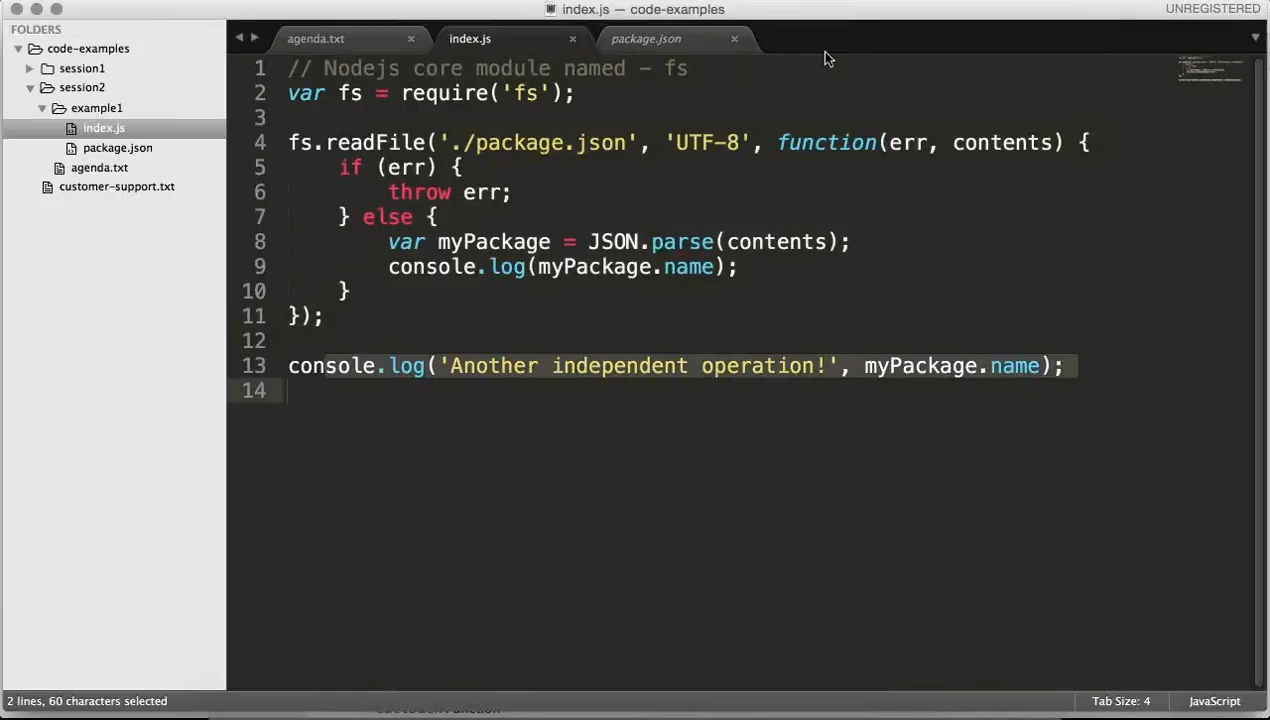 index.js — code-examples
UNREGISTERED
FOLDERS
code-examples
session1
session2
example1
index.js
package.json
agenda.txt
customer-support.txt
agenda.txt
index.js
package.json
1 // Nodejs core module named - fs
2 var fs = require('fs');
3
4 fs.readFile('./package.json', 'UTF-8', function(err, contents) {
5 if (err) {
6 throw err;
7 } else {
8 var myPackage = JSON.parse(contents);
9 console.log(myPackage.name);
10 }
11 });
12
13 console.log('Another independent operation!', myPackage.name);
14
2 lines, 60 characters selected
Tab Size: 4
JavaScript